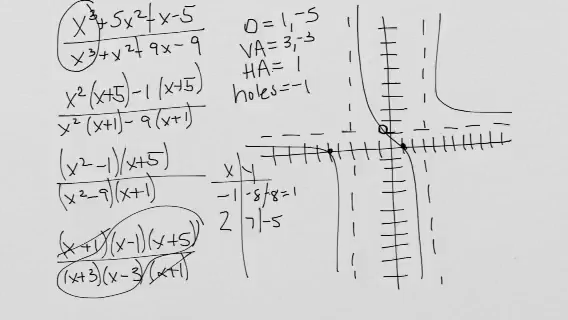 x³+5x²-x-5
x³+x²-9x-9
x²(x+5)-1(x+5)
x²(x+1)-9(x+1)
(x²-1)(x+5)
(x²-9)(x+1)
(x+1)(x-1)(x+5)
(x+3)(x-3)(x+1)
0=1,-5
VA=3,-3
HA=1
holes=-1
x y
-1 -8/-8=1
2 7/-5